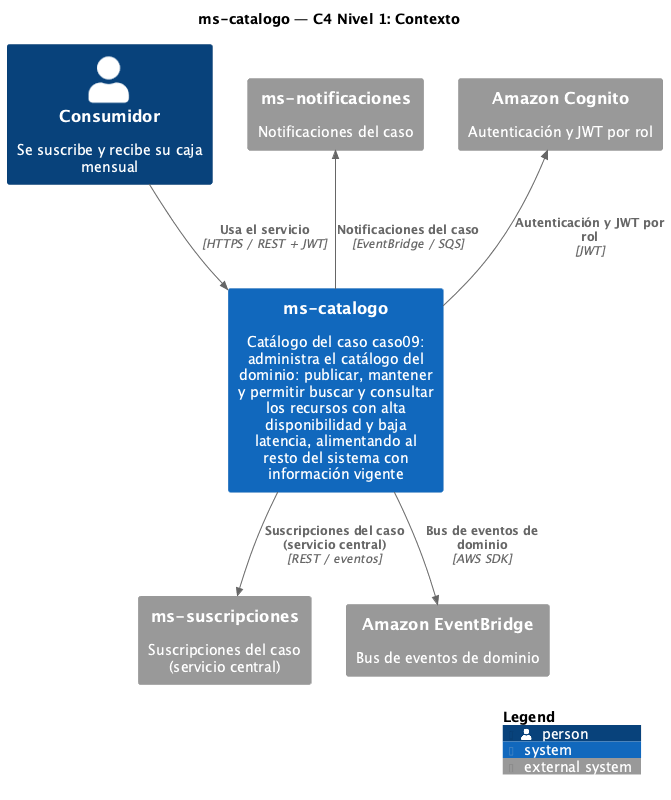 ms-catalogo — C4 Nivel 1: Contexto
Consumidor
Se suscribe y recibe su caja
mensual
ms-notificaciones
Notificaciones del caso
Amazon Cognito
Autenticación y JWT por rol
Usa el servicio
[HTTPS / REST + JWT]
Notificaciones del caso
[EventBridge / SQS]
Autenticación y JWT por
rol
[JWT]
ms-catalogo
Catálogo del caso caso09:
administra el catálogo del
dominio: publicar, mantener
y permitir buscar y consultar
los recursos con alta
disponibilidad y baja
latencia, alimentando al
resto del sistema con
información vigente
Suscripciones del caso
(servicio central)
[REST / eventos]
Bus de eventos de
dominio
[AWS SDK]
ms-suscripciones
Suscripciones del caso
(servicio central)
Amazon EventBridge
Bus de eventos de dominio
Legend
person
system
external system